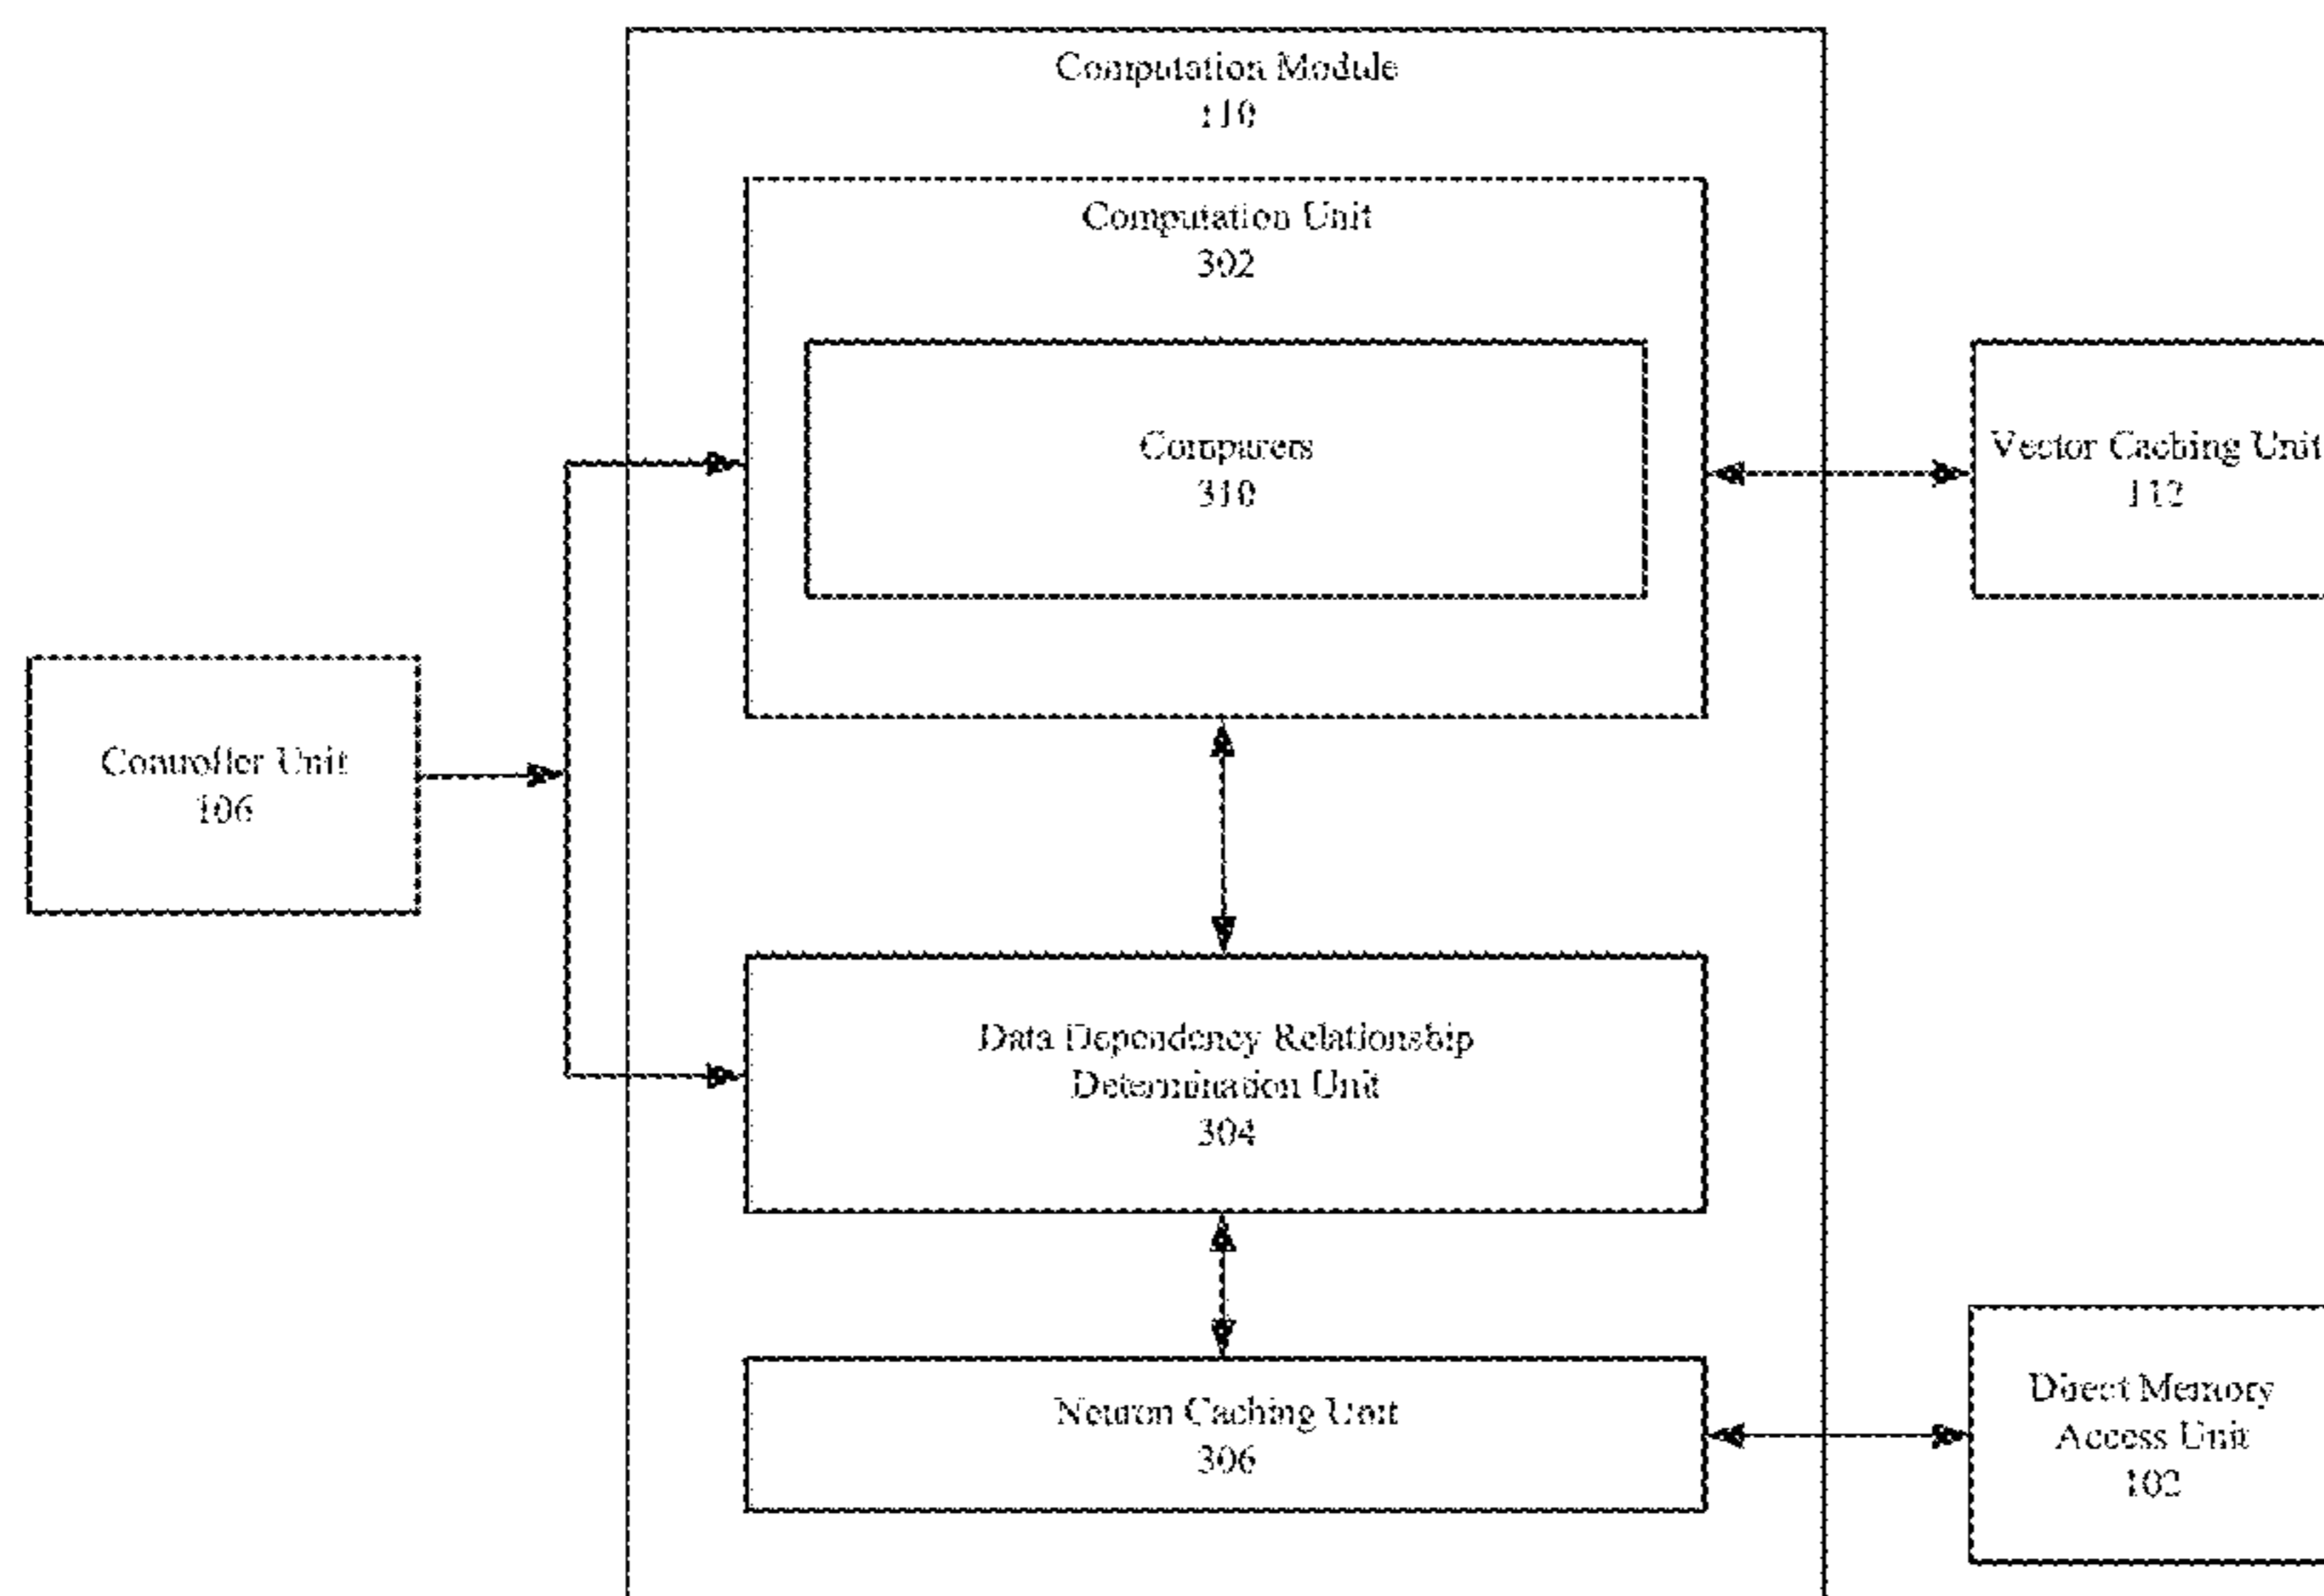 Computation Module
110
Computation Unit
302
Comparers
310
Vector Caching Unit
112
Controller Unit
106
Data Dependency Relationship
Determination Unit
304
Neuron Caching Unit
306
Direct Memory
Access Unit
102